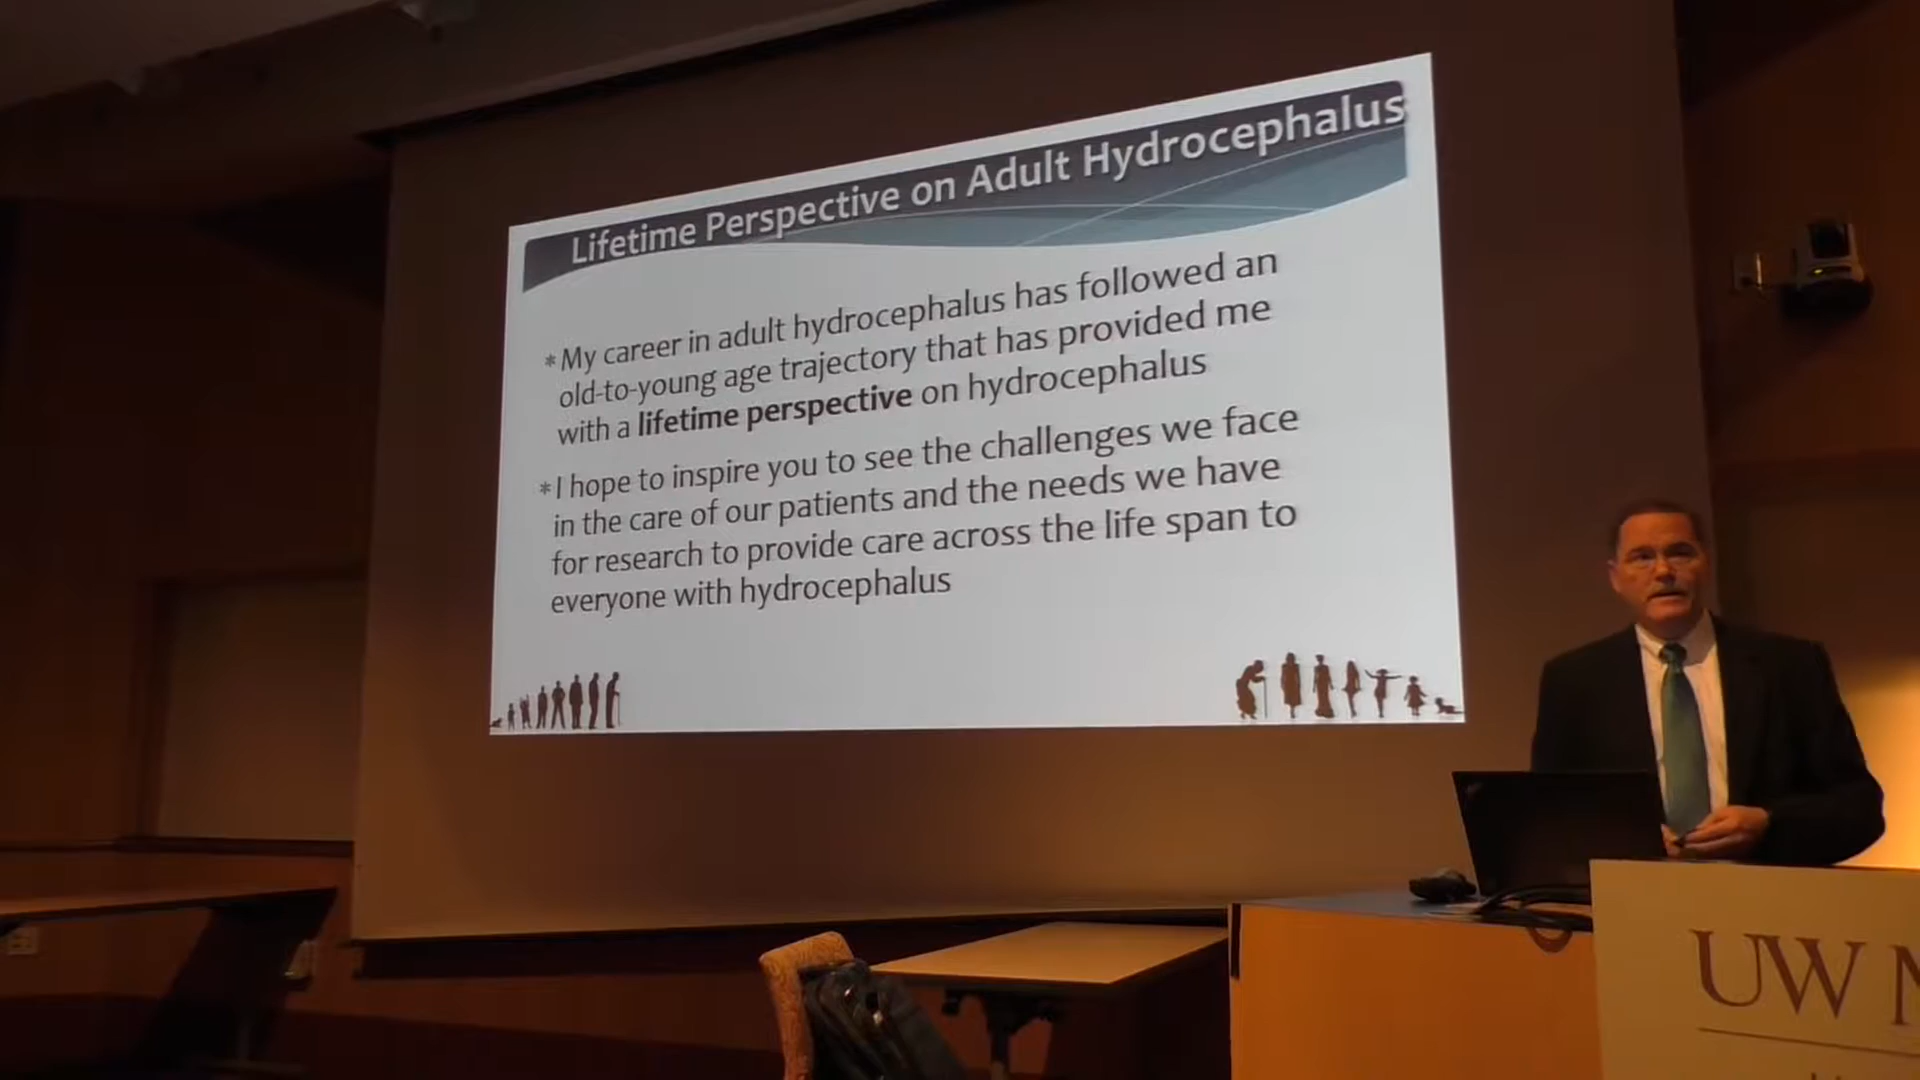 Lifetime Perspective on Adult Hydrocephalus
* My career in adult hydrocephalus has followed an
old-to-young age trajectory that has provided me
with a lifetime perspective on hydrocephalus
* I hope to inspire you to see the challenges we face
in the care of our patients and the needs we have
for research to provide care across the life span to
everyone with hydrocephalus
UW